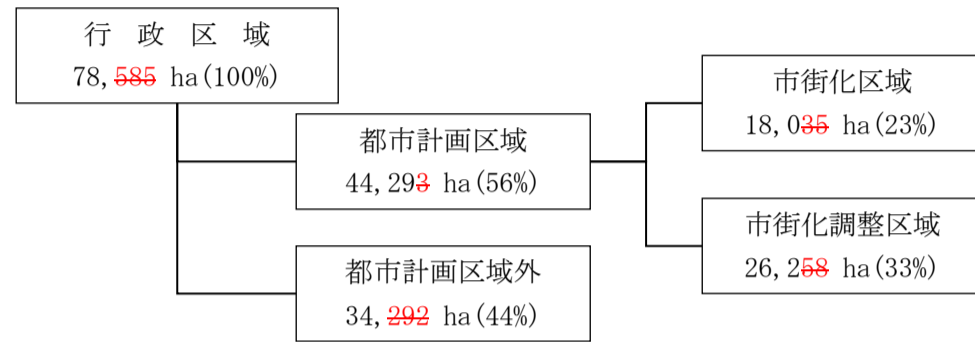 行政区域
78,585 ha(100%)
都市計画区域
44,293 ha(56%)
都市計画区域外
34,292 ha(44%)
市街化区域
18,035 ha(23%)
市街化調整区域
26,258 ha(33%)